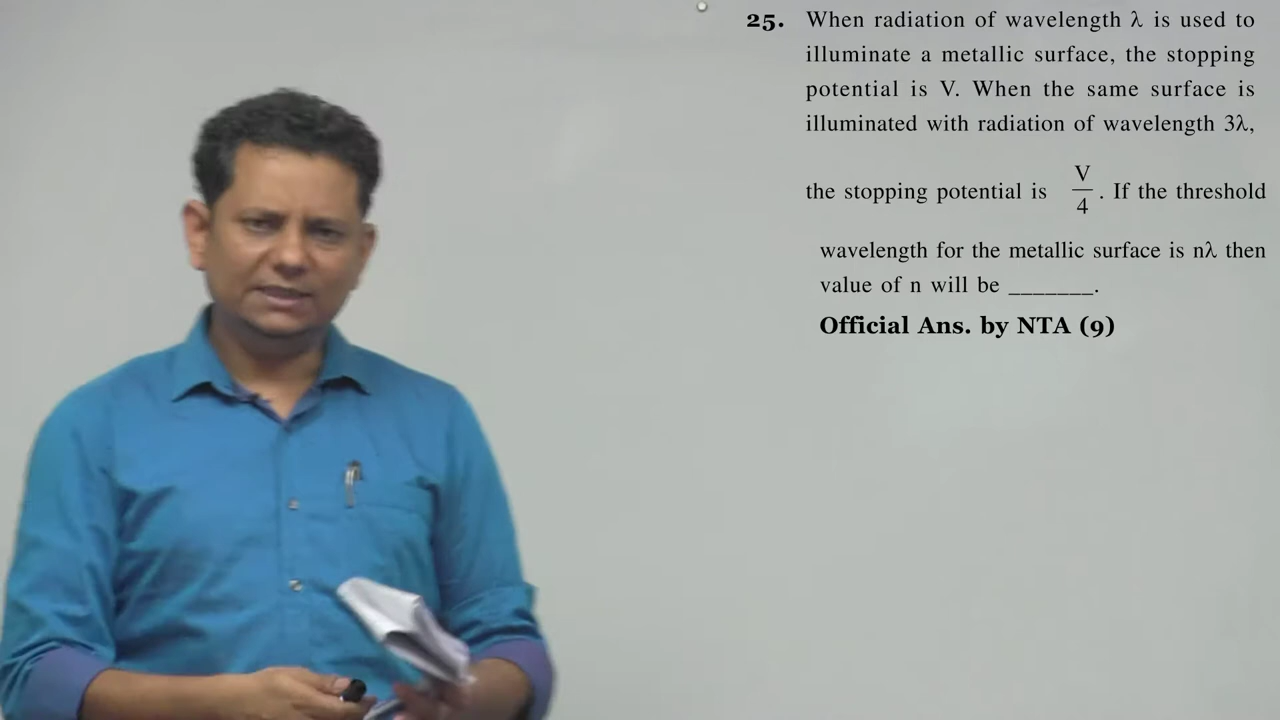 25. When radiation of wavelength λ is used to
illuminate a metallic surface, the stopping
potential is V. When the same surface is
illuminated with radiation of wavelength 3λ,
the stopping potential is V/4. If the threshold
wavelength for the metallic surface is nλ then
value of n will be _______.
Official Ans. by NTA (9)